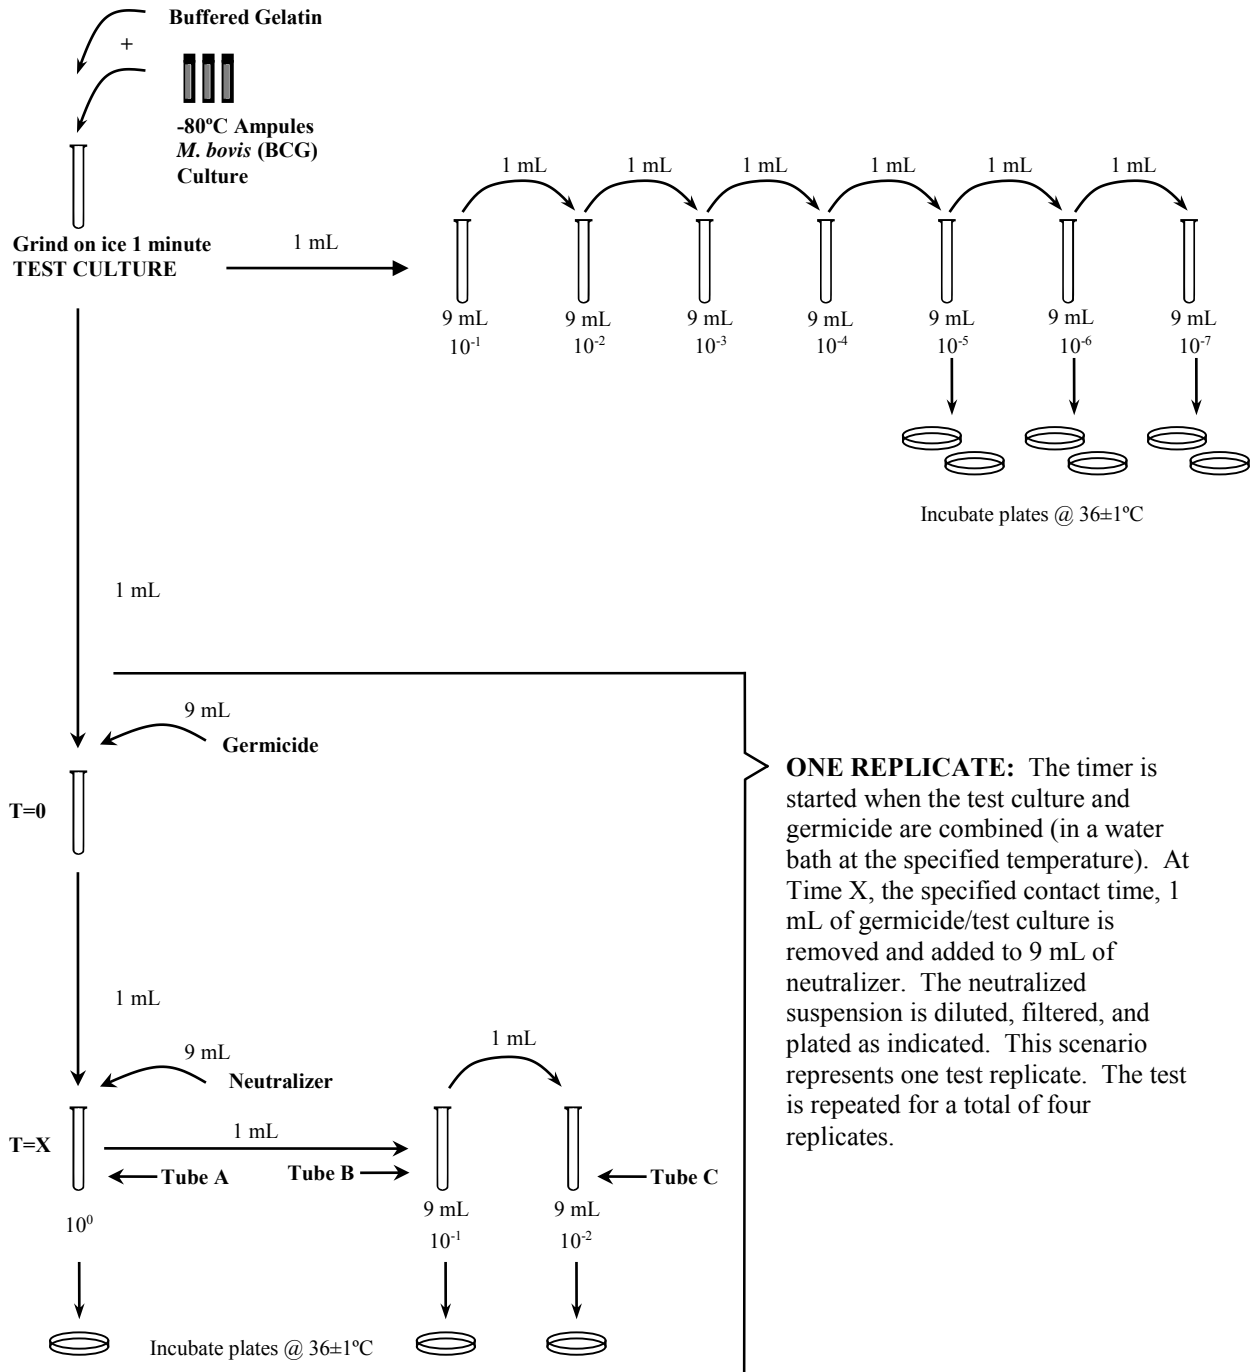 Buffered Gelatin
+
-80ºC Ampules
M. bovis (BCG)
Culture
Grind on ice 1 minute
TEST CULTURE
1 mL
1 mL 1 mL 1 mL 1 mL 1 mL 1 mL
9 mL 9 mL 9 mL 9 mL 9 mL 9 mL 9 mL
10⁻¹ 10⁻² 10⁻³ 10⁻⁴ 10⁻⁵ 10⁻⁶ 10⁻⁷
Incubate plates @ 36±1ºC
1 mL
9 mL
Germicide
T=0
ONE REPLICATE: The timer is
started when the test culture and
germicide are combined (in a water
bath at the specified temperature). At
Time X, the specified contact time, 1
mL of germicide/test culture is
removed and added to 9 mL of
neutralizer. The neutralized
suspension is diluted, filtered, and
plated as indicated. This scenario
represents one test replicate. The test
is repeated for a total of four
replicates.
1 mL
9 mL
Neutralizer
1 mL
T=X
1 mL
Tube A
Tube B
Tube C
10⁰
9 mL 9 mL
10⁻¹ 10⁻²
Incubate plates @ 36±1ºC